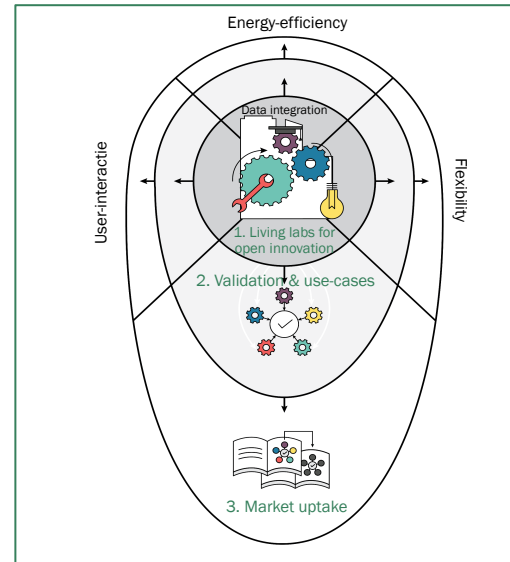 Energy-efficiency
User-interactie
Flexibility
Data integration
1. Living labs for
open innovation
2. Validation & use-cases
3. Market uptake